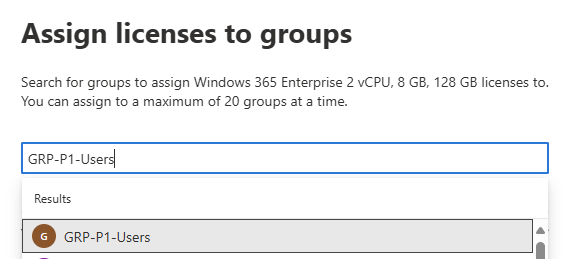 Assign licenses to groups
Search for groups to assign Windows 365 Enterprise 2 vCPU, 8 GB, 128 GB licenses to.
You can assign to a maximum of 20 groups at a time.
GRP-P1-Users
Results
G
GRP-P1-Users